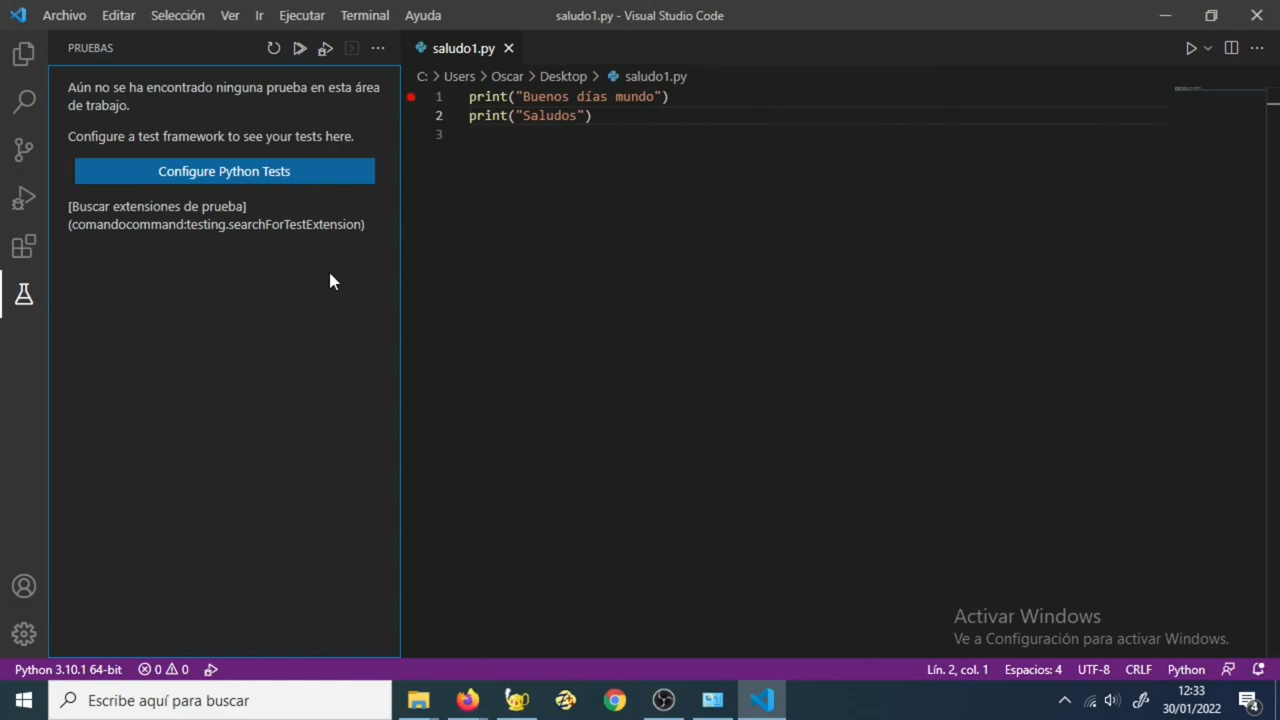 Archivo Editar Selección Ver Ir Ejecutar Terminal Ayuda
saludo1.py - Visual Studio Code
PRUEBAS
saludo1.py
Aún no se ha encontrado ninguna prueba en esta área
de trabajo.
Configure a test framework to see your tests here.
Configure Python Tests
[Buscar extensiones de prueba]
(comandocommand:testing.searchForTestExtension)
C: > Users > Oscar > Desktop > saludo1.py
1 print("Buenos días mundo")
2 print("Saludos")
3
Activar Windows
Ve a Configuración para activar Windows.
Python 3.10.1 64-bit 0 0 Lín. 2, col. 1 Espacios: 4 UTF-8 CRLF Python
Escribe aquí para buscar
12:33
30/01/2022
4